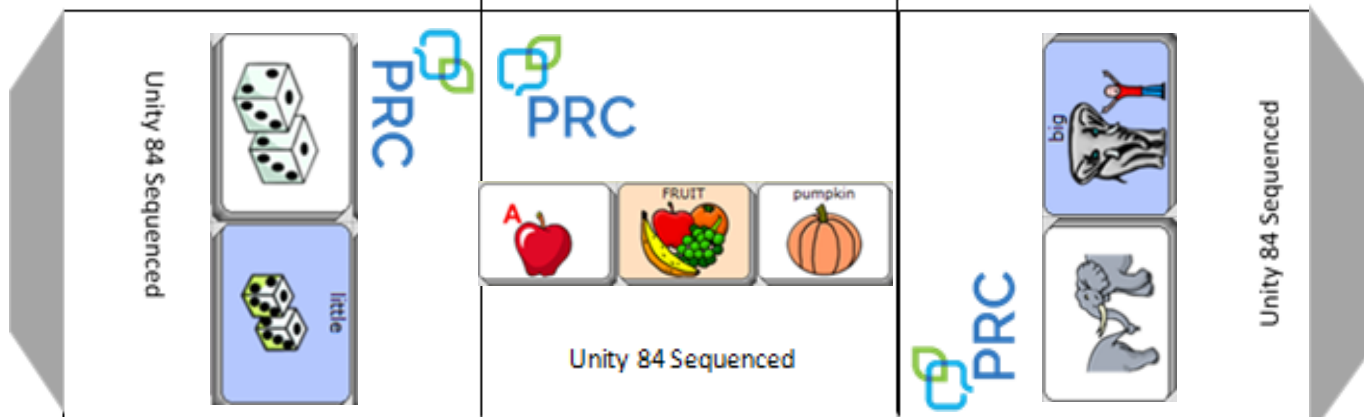 Unity 84 Sequenced
little
PRC
PRC
A
FRUIT
pumpkin
Unity 84 Sequenced
PRC
big
Unity 84 Sequenced